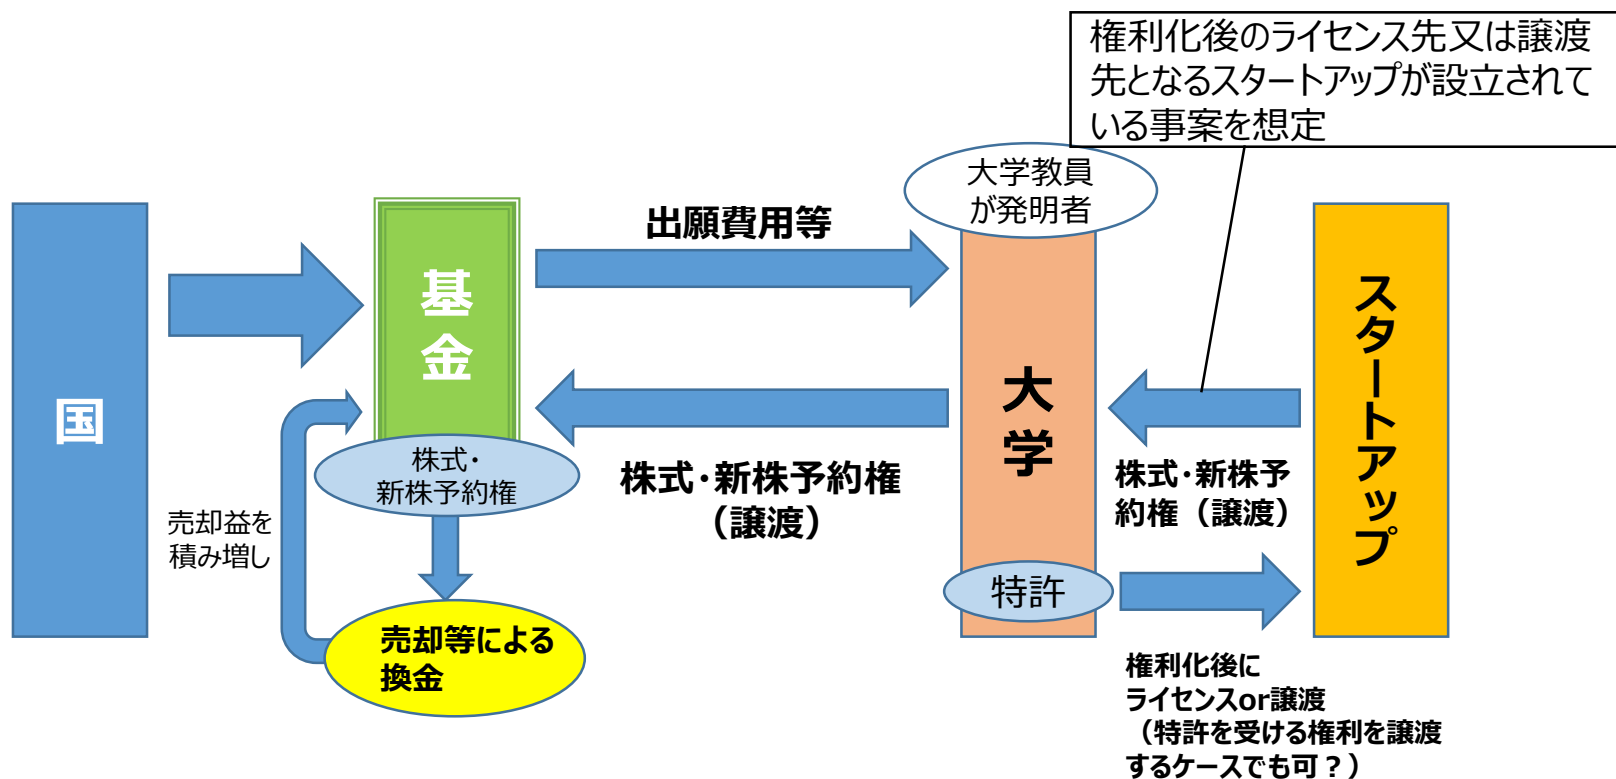 権利化後のライセンス先又は譲渡
先となるスタートアップが設立されて
いる事案を想定
大学教員
が発明者
出願費用等
基金
国
大学
スタートアップ
株式・
新株予約権
株式・新株予約権
（譲渡）
株式・新株予
約権（譲渡）
売却益を
積み増し
特許
売却等による
換金
権利化後に
ライセンスor譲渡
（特許を受ける権利を譲渡
するケースでも可？）